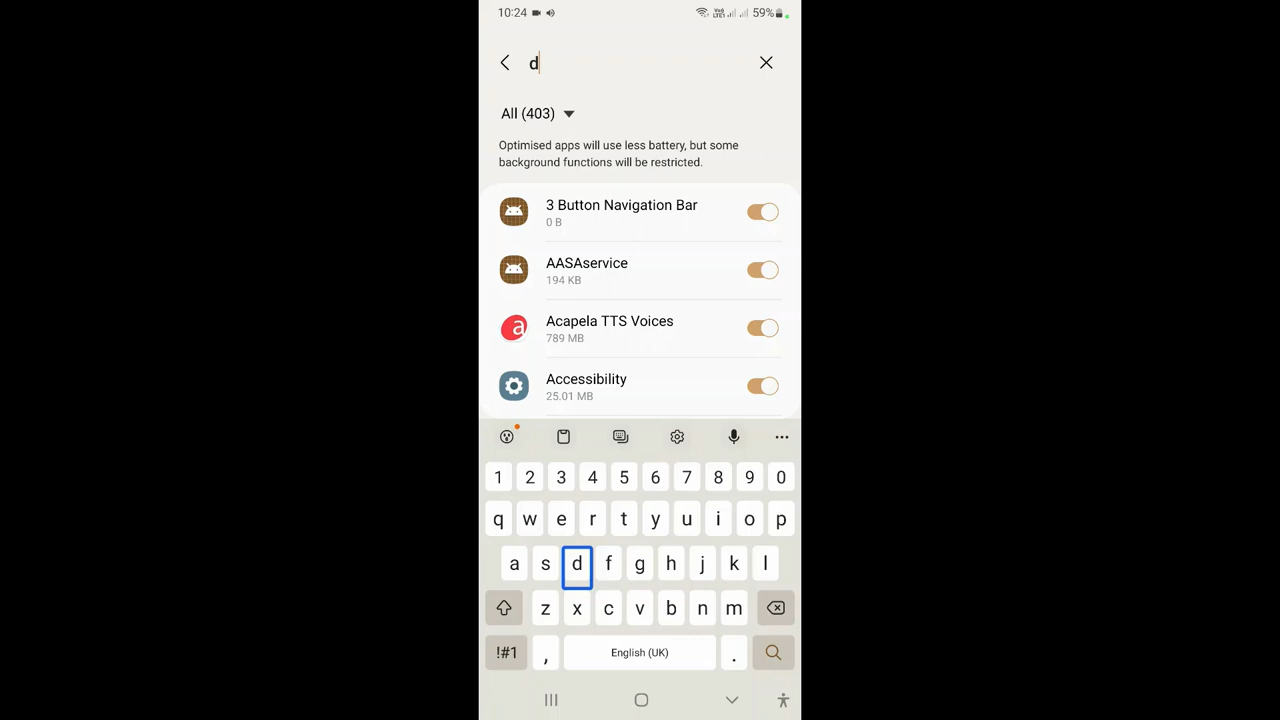 10:24 59%
d
All (403)
Optimised apps will use less battery, but some
background functions will be restricted.
3 Button Navigation Bar
0 B
AASAservice
194 KB
Acapela TTS Voices
789 MB
Accessibility
25.01 MB
1 2 3 4 5 6 7 8 9 0
q w e r t y u i o p
a s d f g h j k l
z x c v b n m
!#1 , English (UK) .